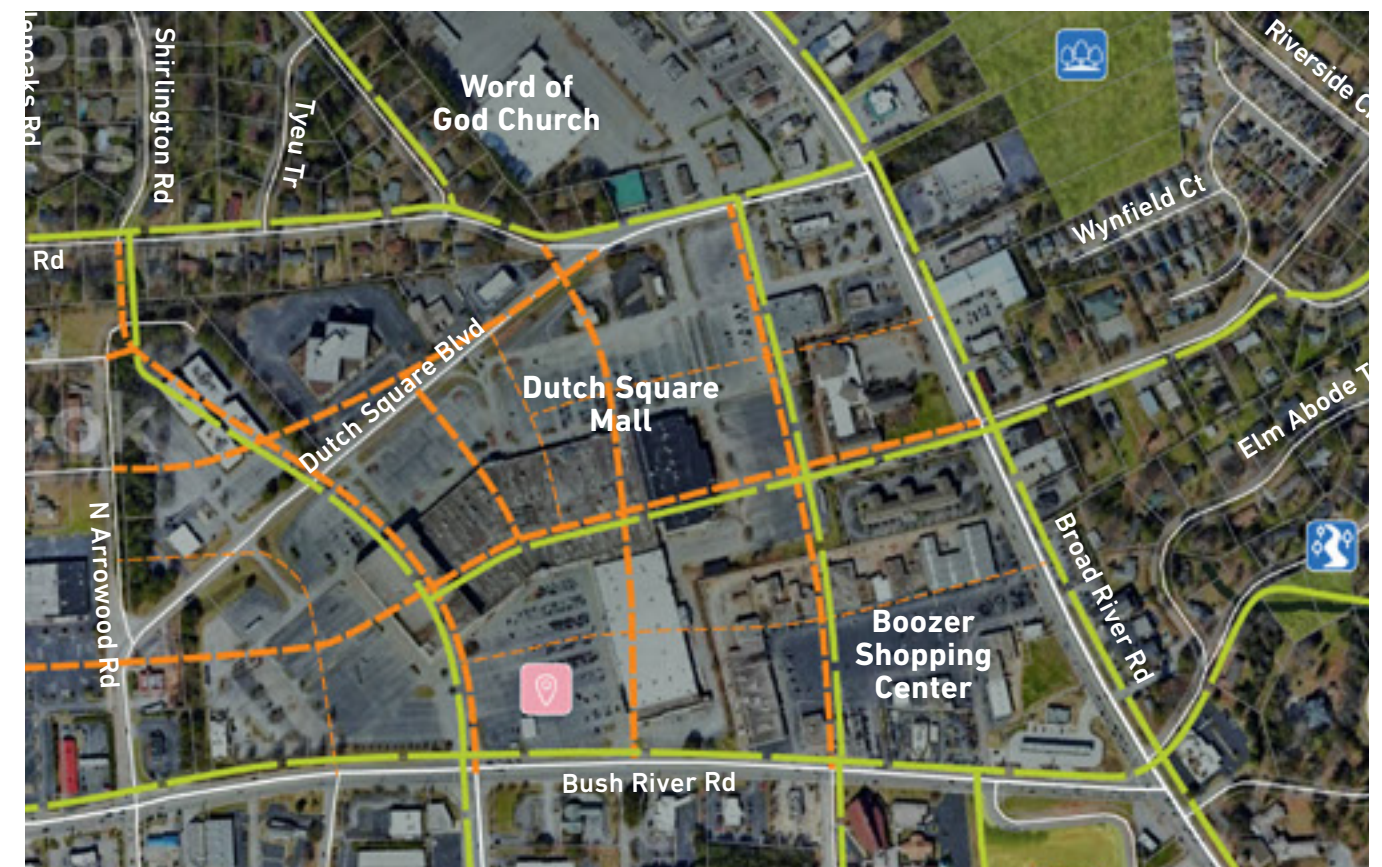 Shirlington Rd
Tyeu Tr
Word of
God Church
Riverside
Wynfield Ct
Rd
Dutch Square Blvd
Dutch Square
Mall
Elm Abode
N Arrowood Rd
Broad River Rd
Boozer
Shopping
Center
Bush River Rd